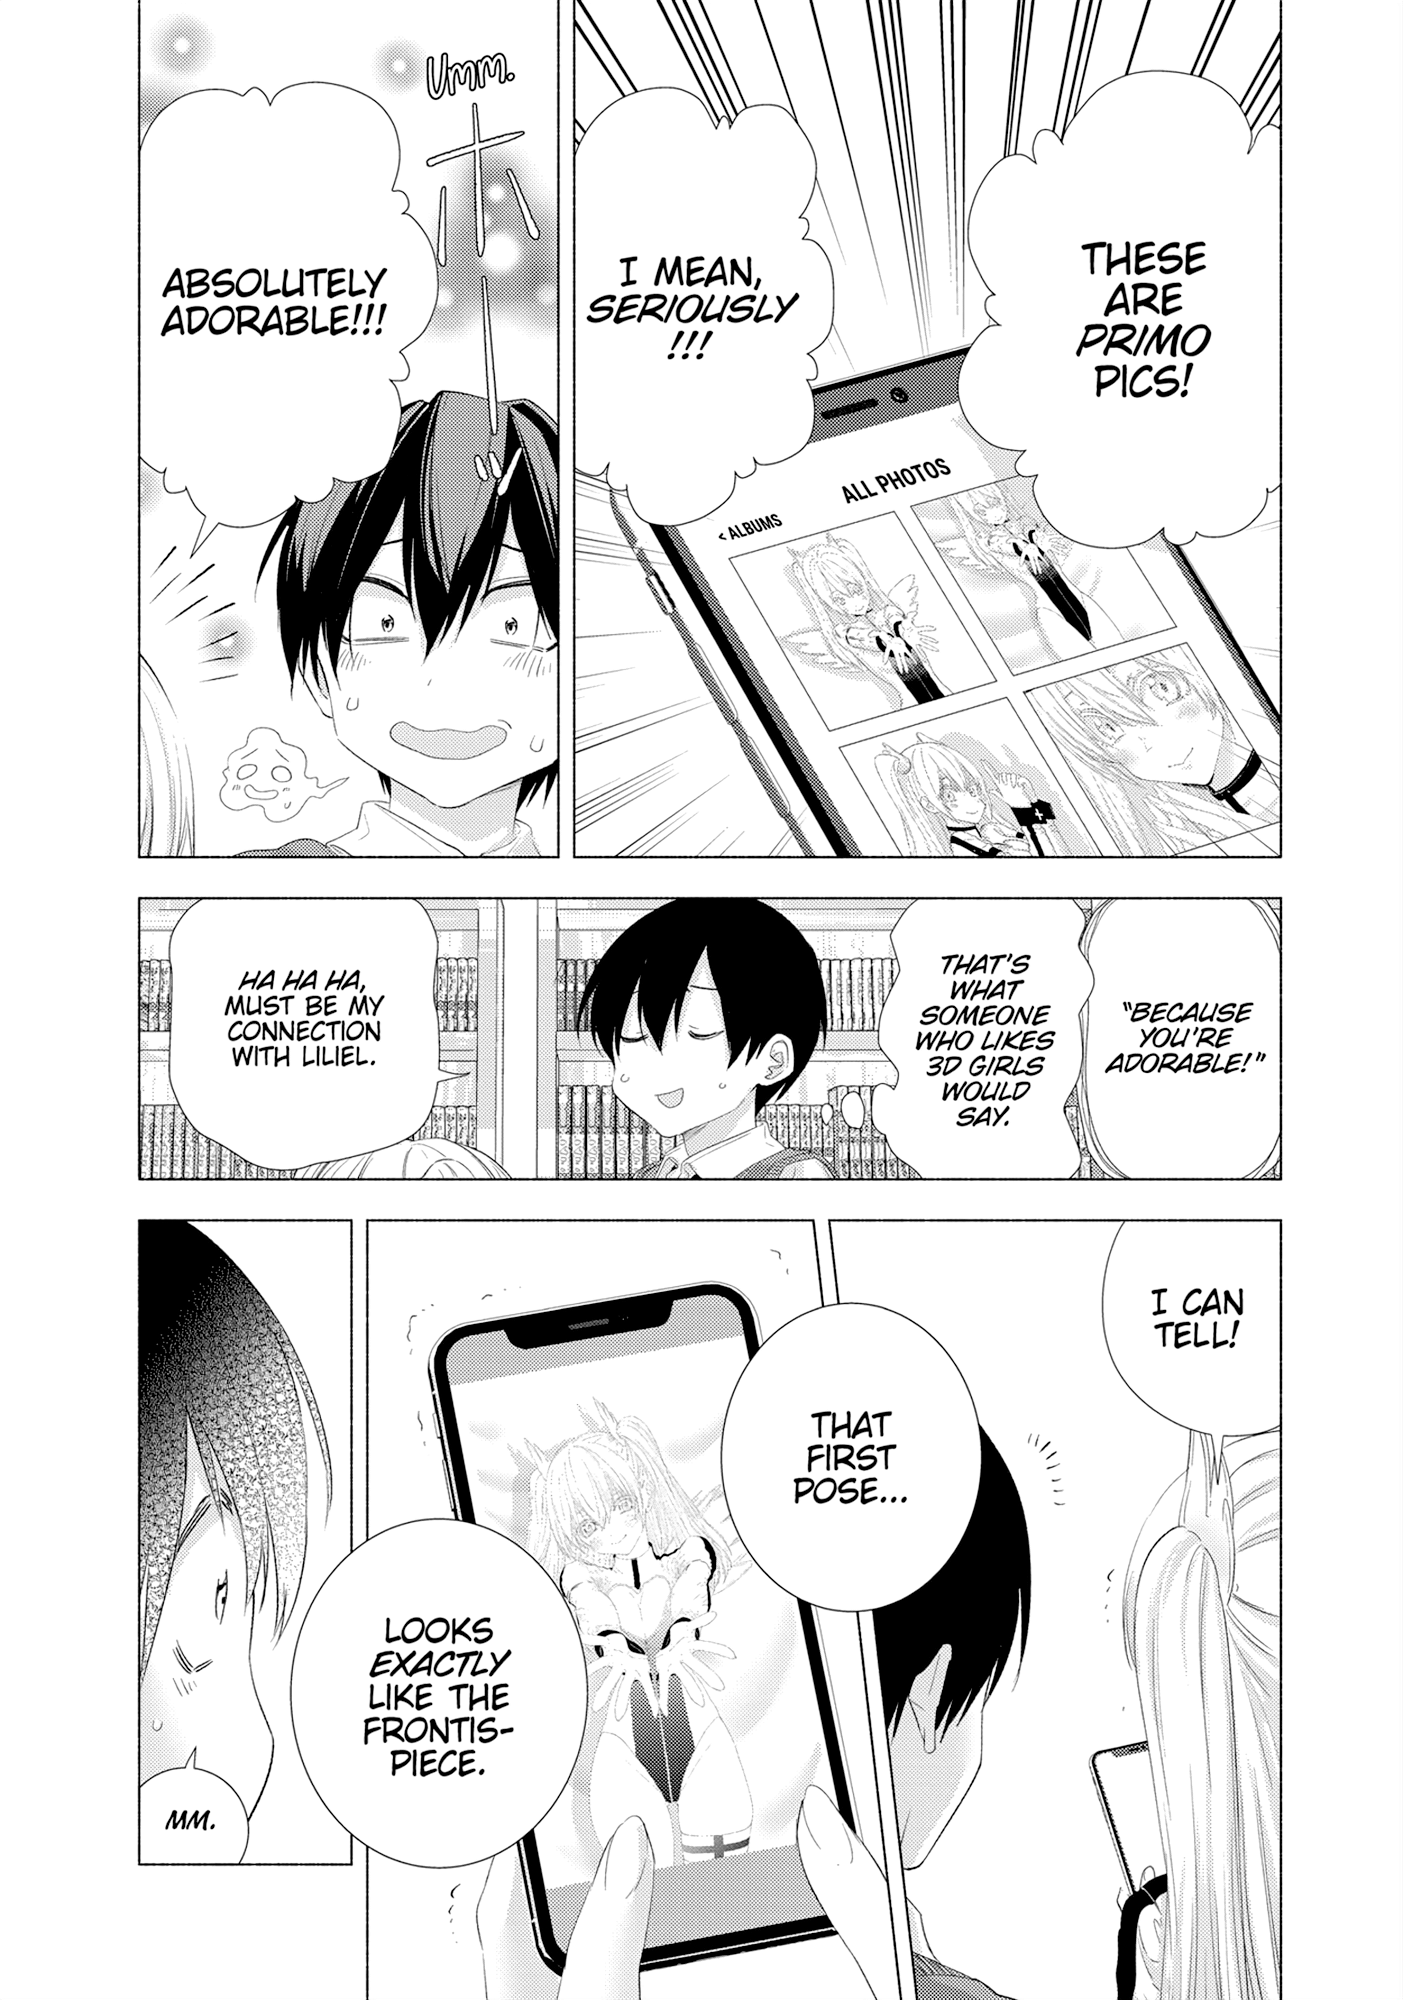 THESE
ARE
PRIMO
PICS!
I MEAN,
SERIOUSLY
!!!
ALL PHOTOS
< ALBUMS
Umm.
ホ
ABSOLUTELY
ADORABLE!!!
"BECAUSE
YOU'RE
ADORABLE!"
THAT'S
WHAT
SOMEONE
WHO LIKES
3D GIRLS
WOULD
SAY.
HA HA HA,
MUST BE MY
CONNECTION
WITH LILIEL.
I CAN
TELL!
THAT
FIRST
POSE...
LOOKS
EXACTLY
LIKE THE
FRONTIS-
PIECE.
MM.